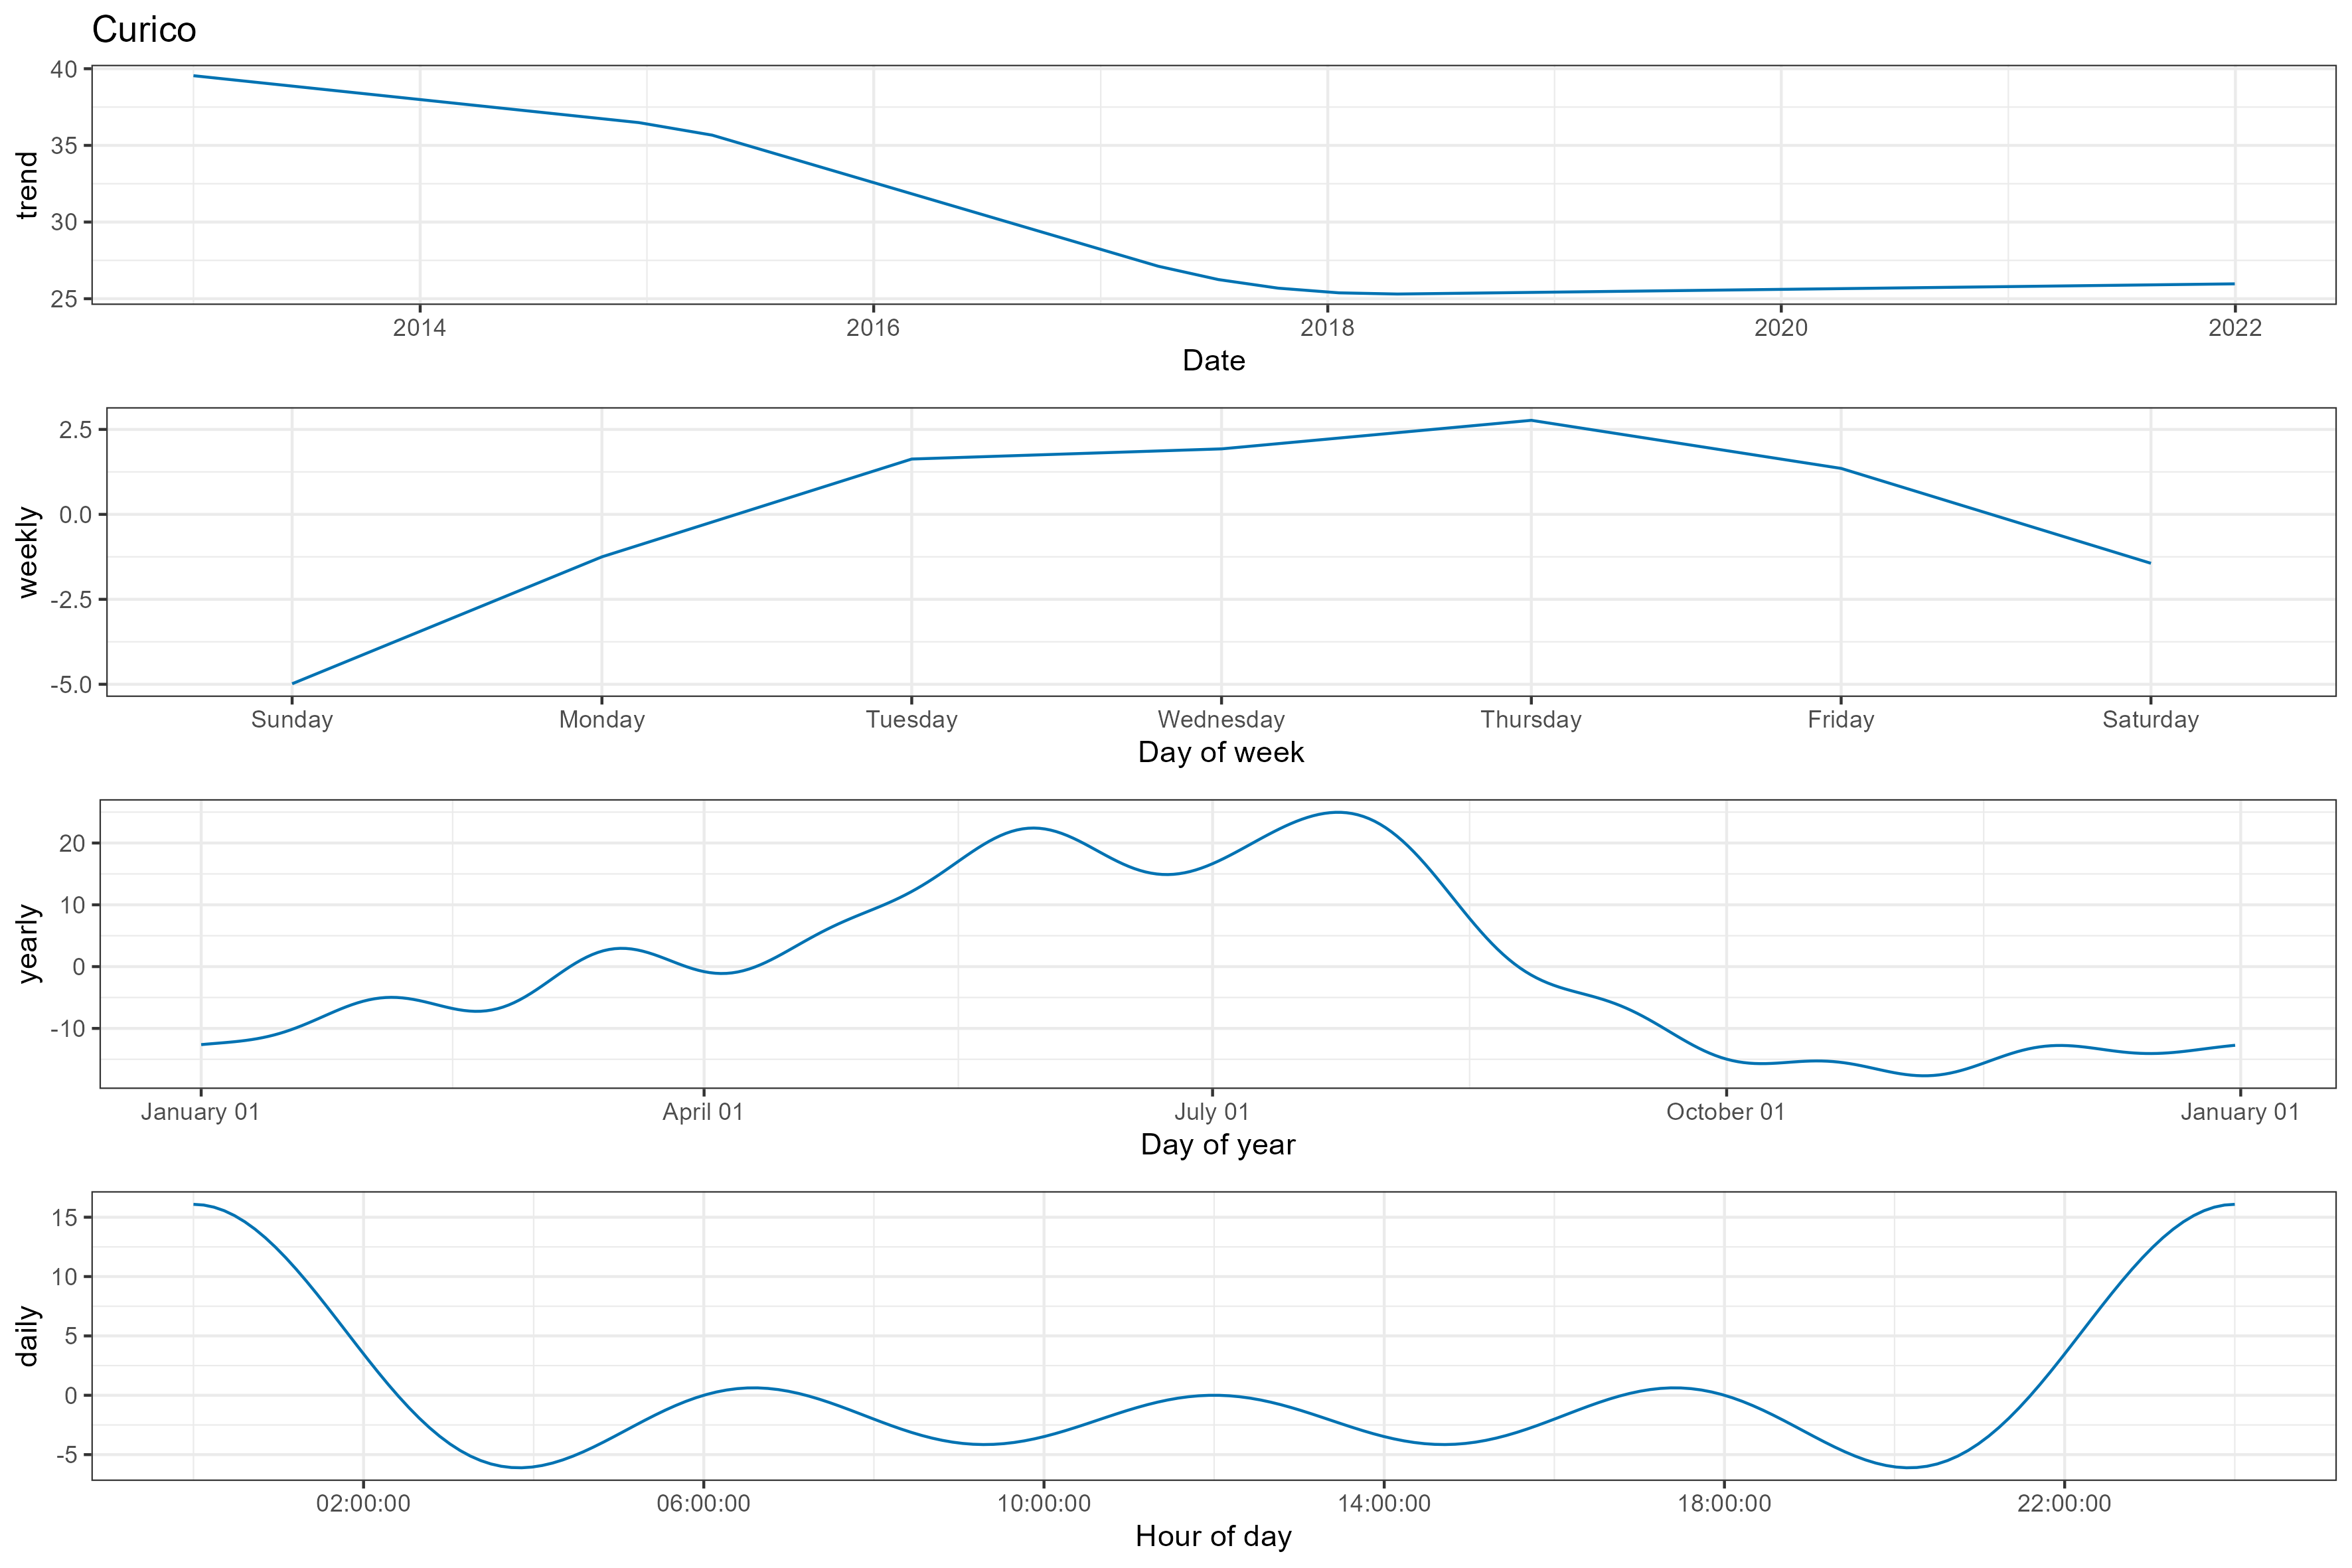 Curico
40
35
30
25
trend
2014 2016 2018 2020 2022
Date
2.5
0.0
-2.5
-5.0
weekly
Sunday Monday Tuesday Wednesday Thursday Friday Saturday
Day of week
20
10
0
-10
yearly
January 01 April 01 July 01 October 01 January 01
Day of year
15
10
5
0
-5
daily
02:00:00 06:00:00 10:00:00 14:00:00 18:00:00 22:00:00
Hour of day